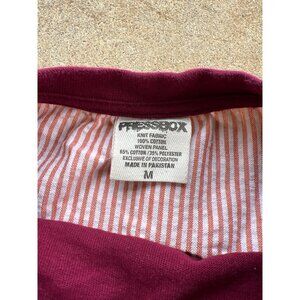 PRESSBOX
KNIT FABRIC
100% COTTON
WOVEN PANEL
65% COTTON / 35% POLYESTER
EXCLUSIVE OF DECORATION
MADE IN PAKISTAN
M